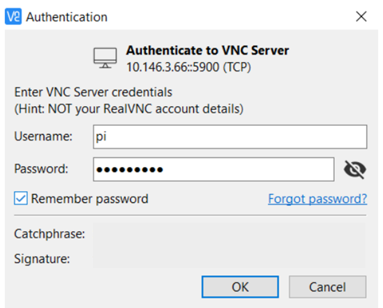 Authentication
Authenticate to VNC Server
10.146.3.66::5900 (TCP)
Enter VNC Server credentials
(Hint: NOT your RealVNC account details)
Username: pi
Password: •••••••••
Remember password Forgot password?
Catchphrase:
Signature:
OK Cancel